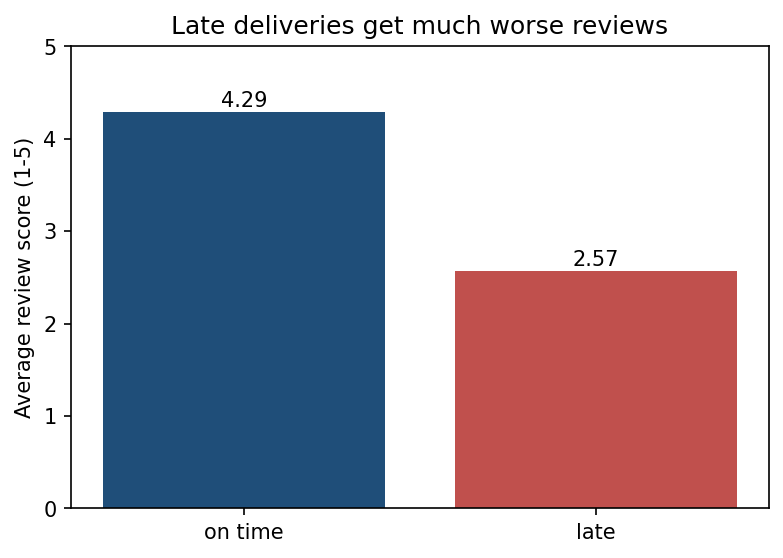 Late deliveries get much worse reviews
Average review score (1-5)
5
4
3
2
1
0
4.29
2.57
on time
late